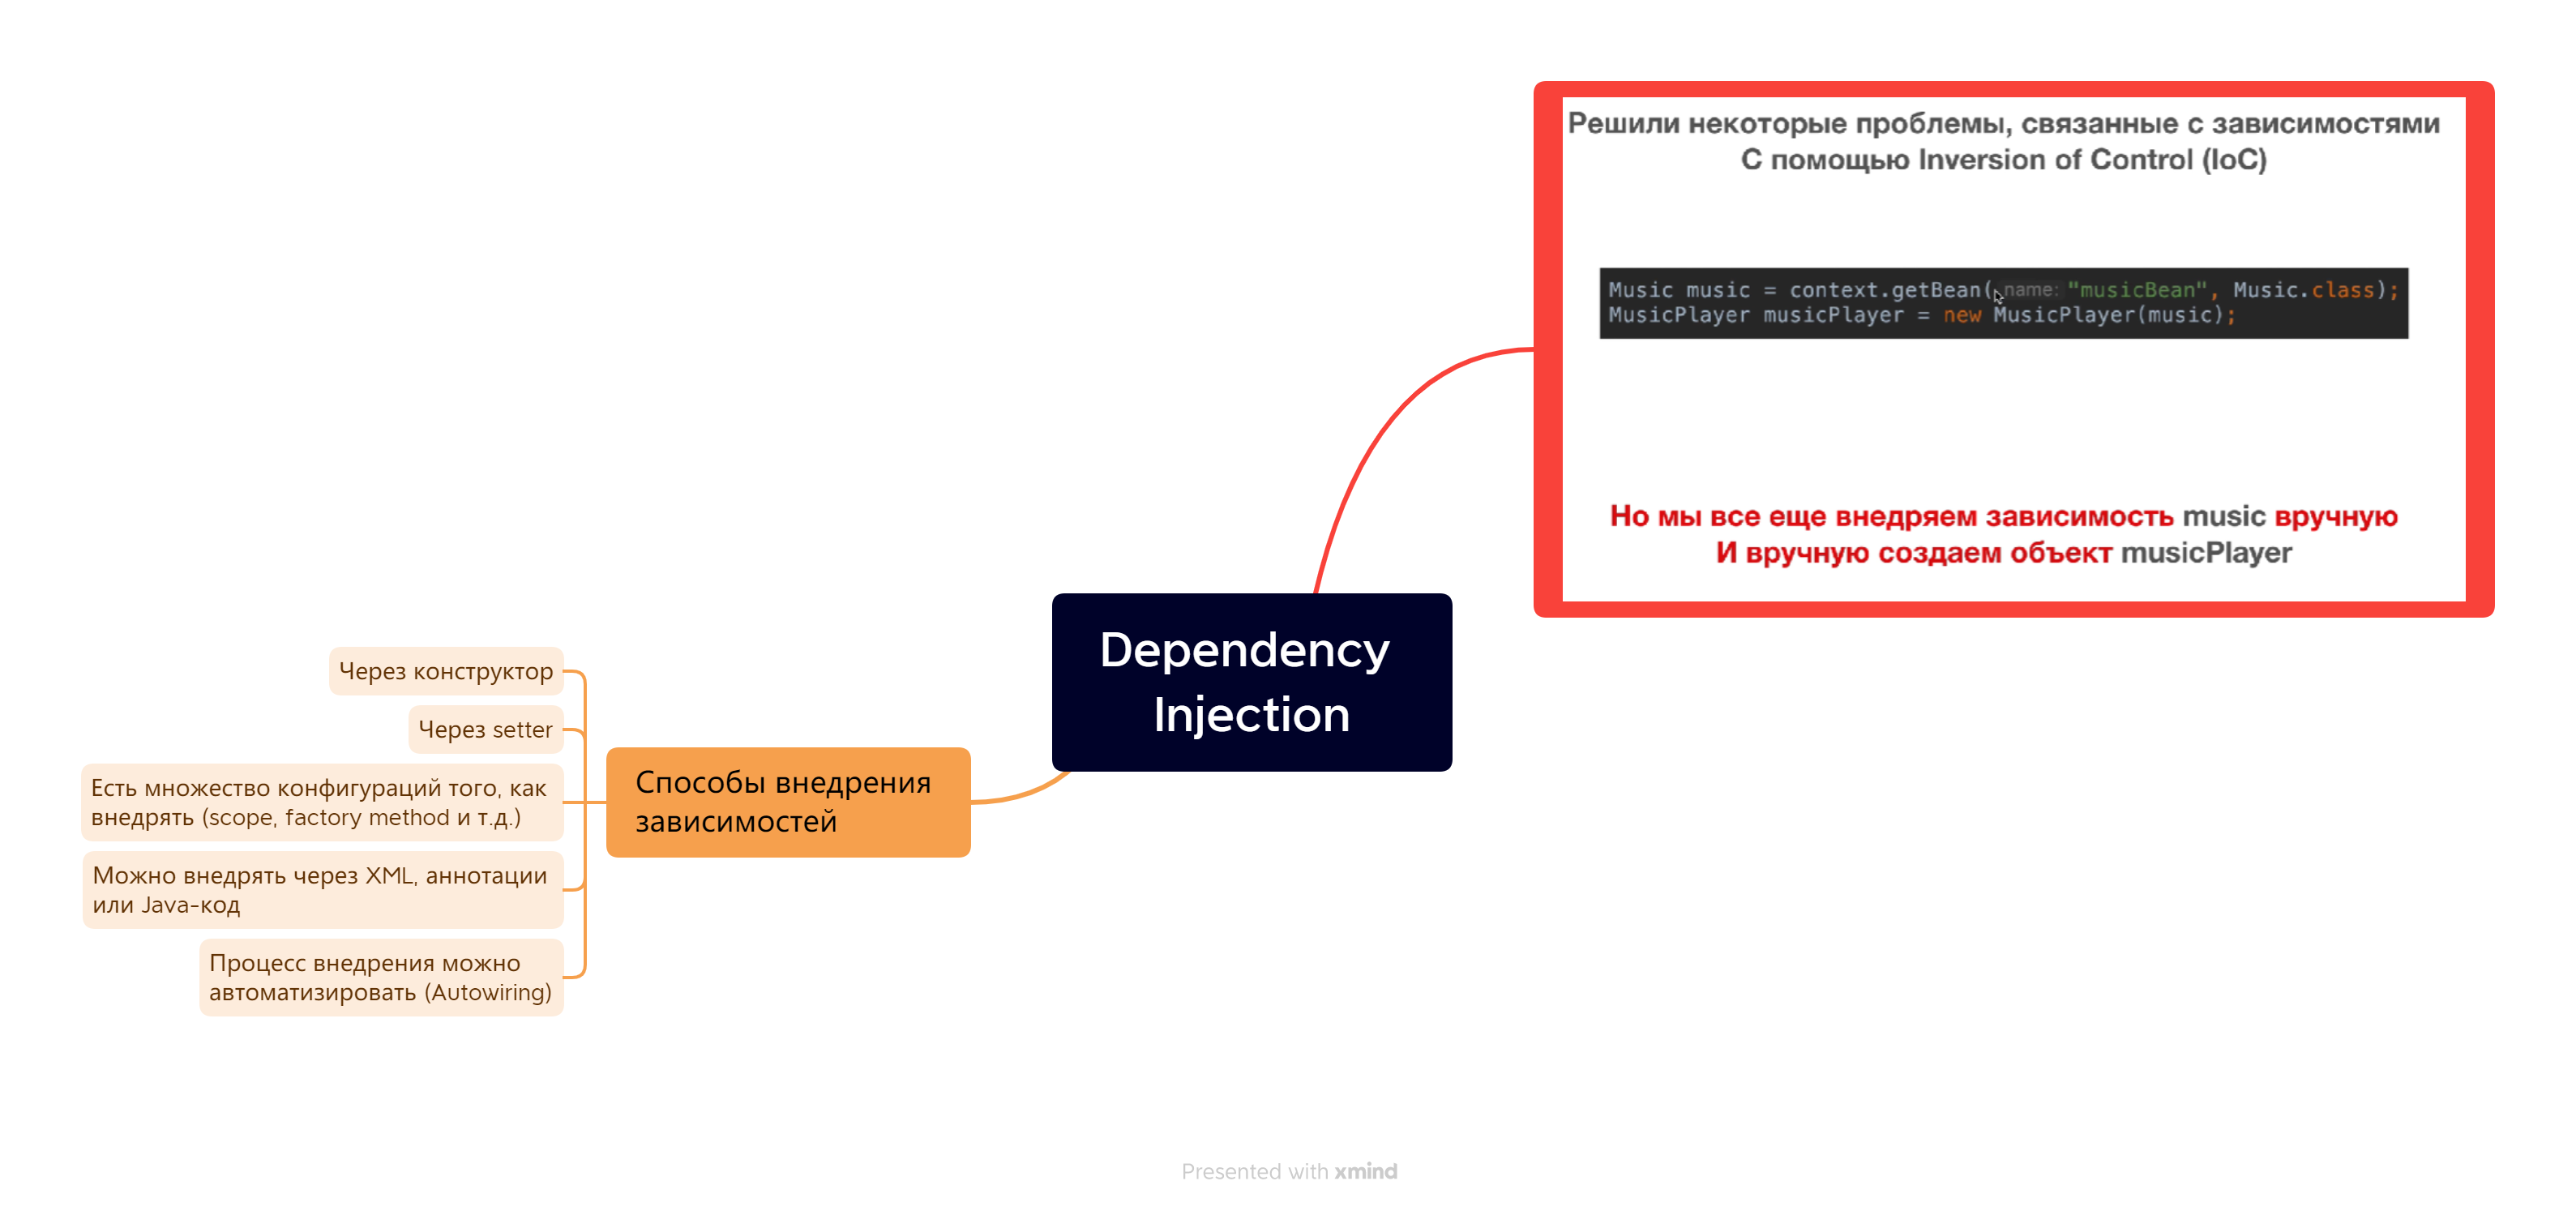 Решили некоторые проблемы, связанные с зависимостями
С помощью Inversion of Control (IoC)
Music music = context.getBean( name: "musicBean", Music.class);
MusicPlayer musicPlayer = new MusicPlayer(music);
Но мы все еще внедряем зависимость music вручную
И вручную создаем объект musicPlayer
Dependency
Injection
Способы внедрения
зависимостей
Через конструктор
Через setter
Есть множество конфигураций того, как
внедрять (scope, factory method и т.д.)
Можно внедрять через XML, аннотации
или Java-код
Процесс внедрения можно
автоматизировать (Autowiring)
Presented with xmind